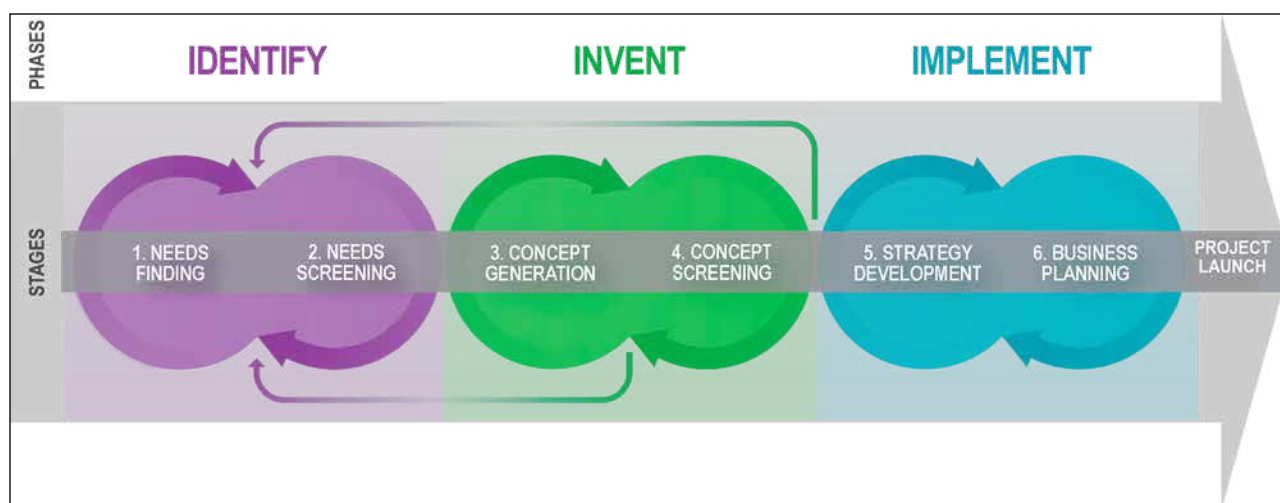 PHASES
IDENTIFY
INVENT
IMPLEMENT
STAGES
1. NEEDS
FINDING
2. NEEDS
SCREENING
3. CONCEPT
GENERATION
4. CONCEPT
SCREENING
5. STRATEGY
DEVELOPMENT
6. BUSINESS
PLANNING
PROJECT
LAUNCH